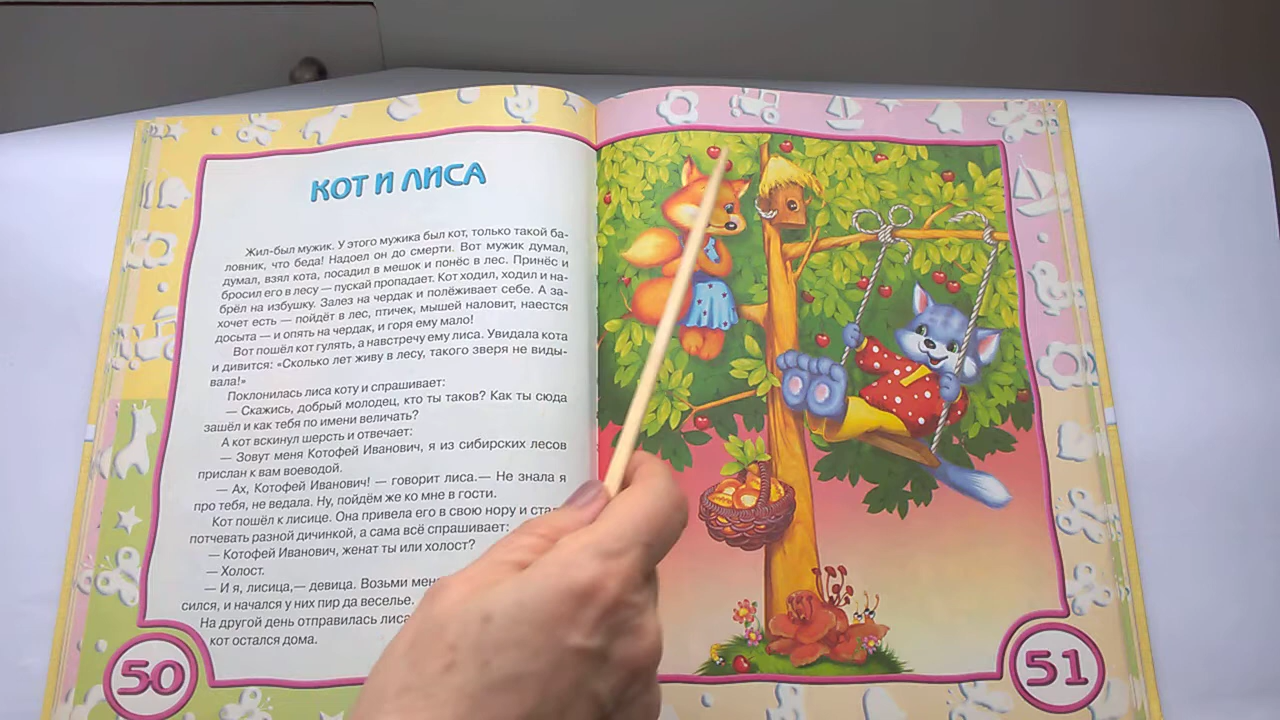 КОТ И ЛИСА
Жил-был мужик. У этого мужика был кот, только такой ба-
ловник, что беда! Надоел он до смерти. Вот мужик думал,
думал, взял кота, посадил в мешок и понёс в лес. Принёс и
бросил его в лесу — пускай пропадает. Кот ходил, ходил и на-
брёл на избушку. Залез на чердак и полёживает себе. А за-
хочет есть — пойдёт в лес, птичек, мышей наловит, наестся
досыта — и опять на чердак, и горя ему мало!
Вот пошёл кот гулять, а навстречу ему лиса. Увидала кота
и дивится: «Сколько лет живу в лесу, такого зверя не виды-
вала!»
Поклонилась лиса коту и спрашивает:
— Скажись, добрый молодец, кто ты таков? Как ты сюда
зашёл и как тебя по имени величать?
А кот вскинул шерсть и отвечает:
— Зовут меня Котофей Иванович, я из сибирских лесов
прислан к вам воеводой.
— Ах, Котофей Иванович! — говорит лиса.— Не знала я
про тебя, не ведала. Ну, пойдём же ко мне в гости.
Кот пошёл к лисице. Она привела его в свою нору и ста
потчевать разной дичинкой, а сама всё спрашивает:
— Котофей Иванович, женат ты или холост?
— Холост.
— И я, лисица,— девица. Возьми
сился, и начался у них пир да веселье.
На другой день отправилась лиса
кот остался дома.
50
51